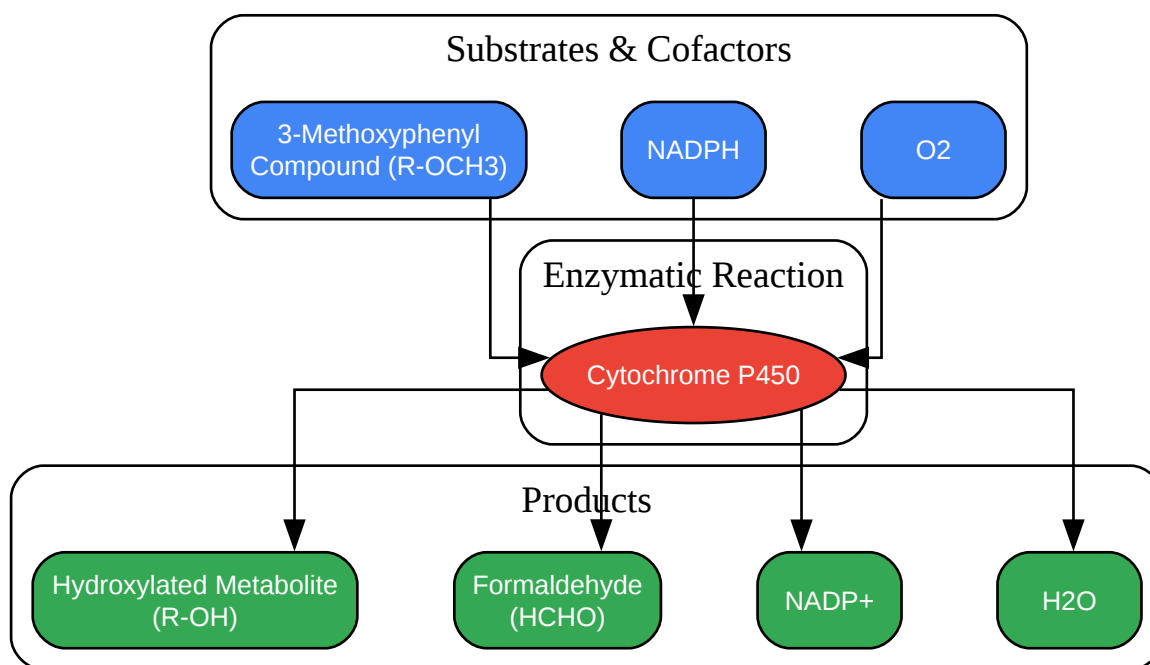 Substrates & Cofactors
3-Methoxyphenyl
Compound (R-OCH3)
NADPH
O2
Enzymatic Reaction
Cytochrome P450
Products
Hydroxylated Metabolite
(R-OH)
Formaldehyde
(HCHO)
NADP+
H2O